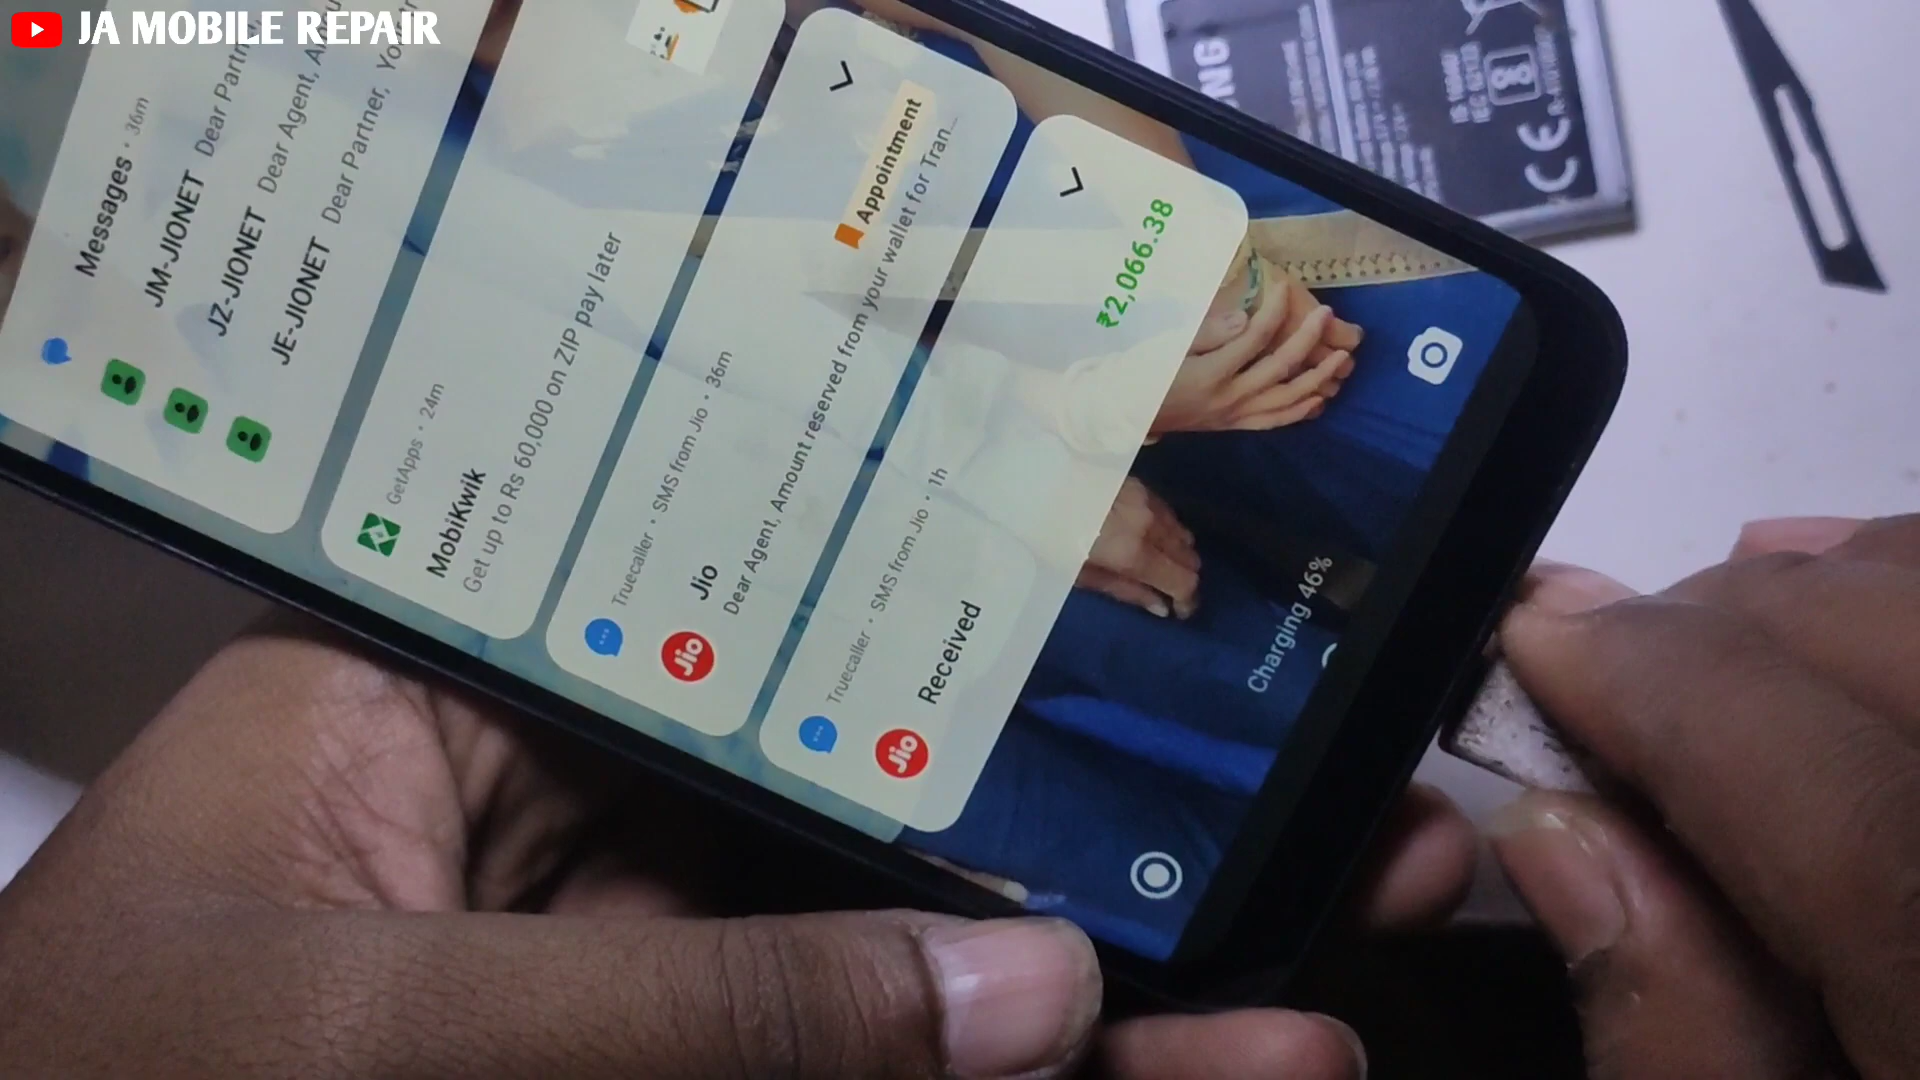 JA MOBILE REPAIR
Messages • 36m
JM-JIONET Dear Partn
JZ-JIONET Dear Agent,
JE-JIONET Dear Partner,
GetApps • 24m
MobiKwik
Get up to Rs 60,000 on ZIP pay later
Truecaller • SMS from Jio • 36m
Appointment
Jio
Jio
Dear Agent, Amount reserved from your wallet for Tran...
Truecaller • SMS from Jio • 1h
₹2,066.38
Jio
Received
Charging 46%
CE